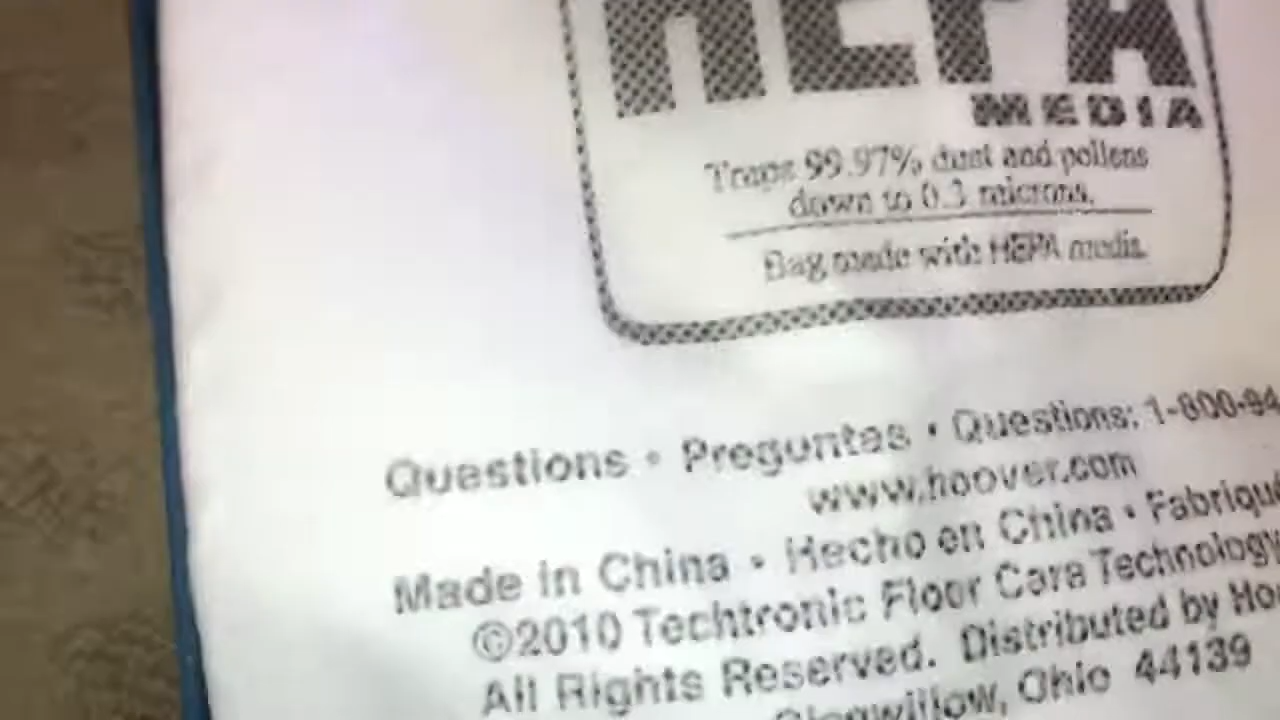 HEPA
MEDIA
Traps 99.97% dust and pollens
down to 0.3 microns.
Bag made with HEPA media.
Questions • Preguntas • Questions: 1-800-94
www.hoover.com
Made in China • Hecho en China • Fabriqu
©2010 Techtronic Floor Care Technology
All Rights Reserved. Distributed by Ho
Glenwillow, Ohio 44139